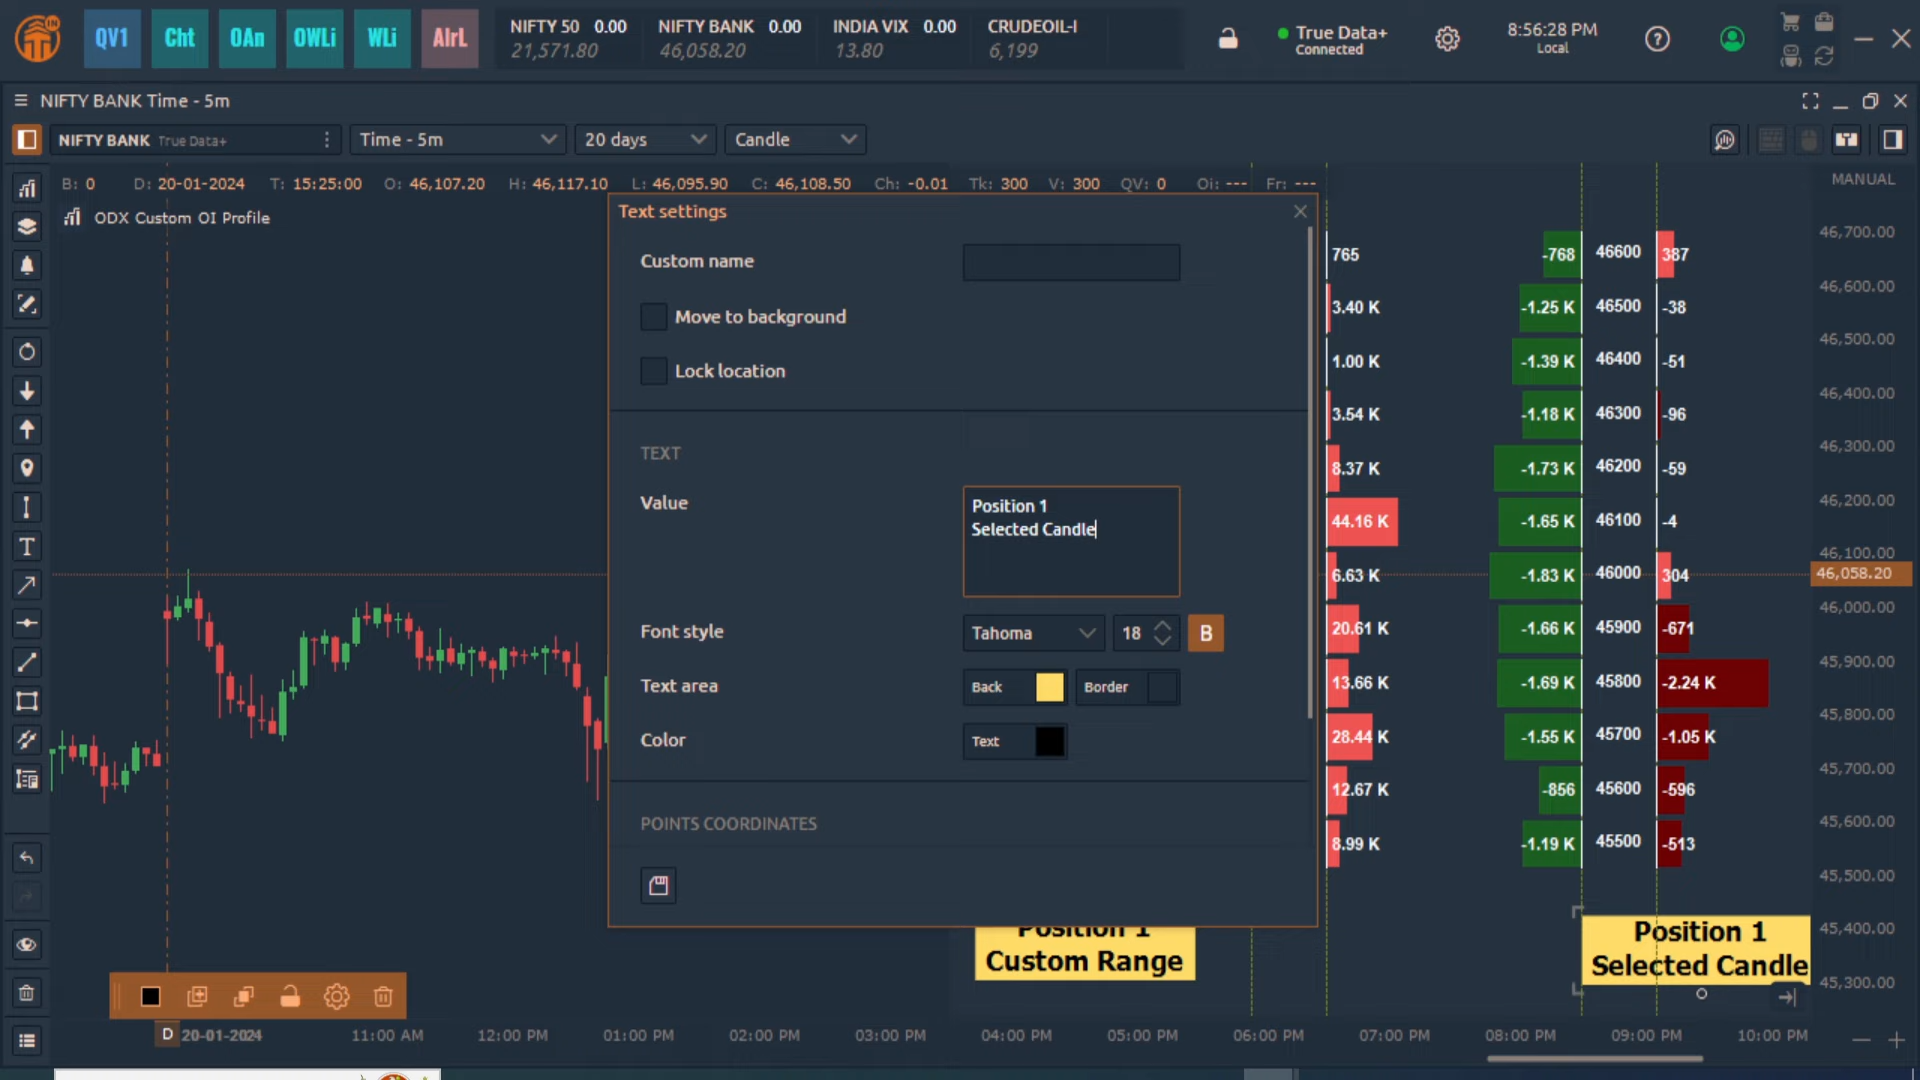 QV1
Cht
OAn
OWLi
WLi
AlrL
NIFTY 50 0.00
21,571.80
NIFTY BANK 0.00
46,058.20
INDIA VIX 0.00
13.80
CRUDEOIL-I
6,199
True Data+
Connected
8:56:28 PM
Local
NIFTY BANK Time - 5m
NIFTY BANK True Data+
Time - 5m
20 days
Candle
B: 0 D: 20-01-2024 T: 15:25:00 O: 46,107.20 H: 46,117.10 L: 46,095.90 C: 46,108.50 Ch: -0.01 Tk: 300 V: 300 QV: 0 Oi: --- Fr: ---
MANUAL
ODX Custom OI Profile
Text settings
Custom name
Move to background
Lock location
TEXT
Value
Position 1
Selected Candle
Font style
Tahoma
18
B
Text area
Back
Border
Color
Text
POINTS COORDINATES
765 -768 46600 387
3.40 K -1.25 K 46500 -38
1.00 K -1.39 K 46400 -51
3.54 K -1.18 K 46300 -96
8.37 K -1.73 K 46200 -59
44.16 K -1.65 K 46100 -4
6.63 K -1.83 K 46000 304
20.61 K -1.66 K 45900 -671
13.66 K -1.69 K 45800 -2.24 K
28.44 K -1.55 K 45700 -1.05 K
12.67 K -856 45600 -596
8.99 K -1.19 K 45500 -513
46,700.00
46,600.00
46,500.00
46,400.00
46,300.00
46,200.00
46,100.00
46,058.20
46,000.00
45,900.00
45,800.00
45,700.00
45,600.00
45,500.00
45,400.00
45,300.00
Position 1
Custom Range
Position 1
Selected Candle
D 20-01-2024
11:00 AM
12:00 PM
01:00 PM
02:00 PM
03:00 PM
04:00 PM
05:00 PM
06:00 PM
07:00 PM
08:00 PM
09:00 PM
10:00 PM